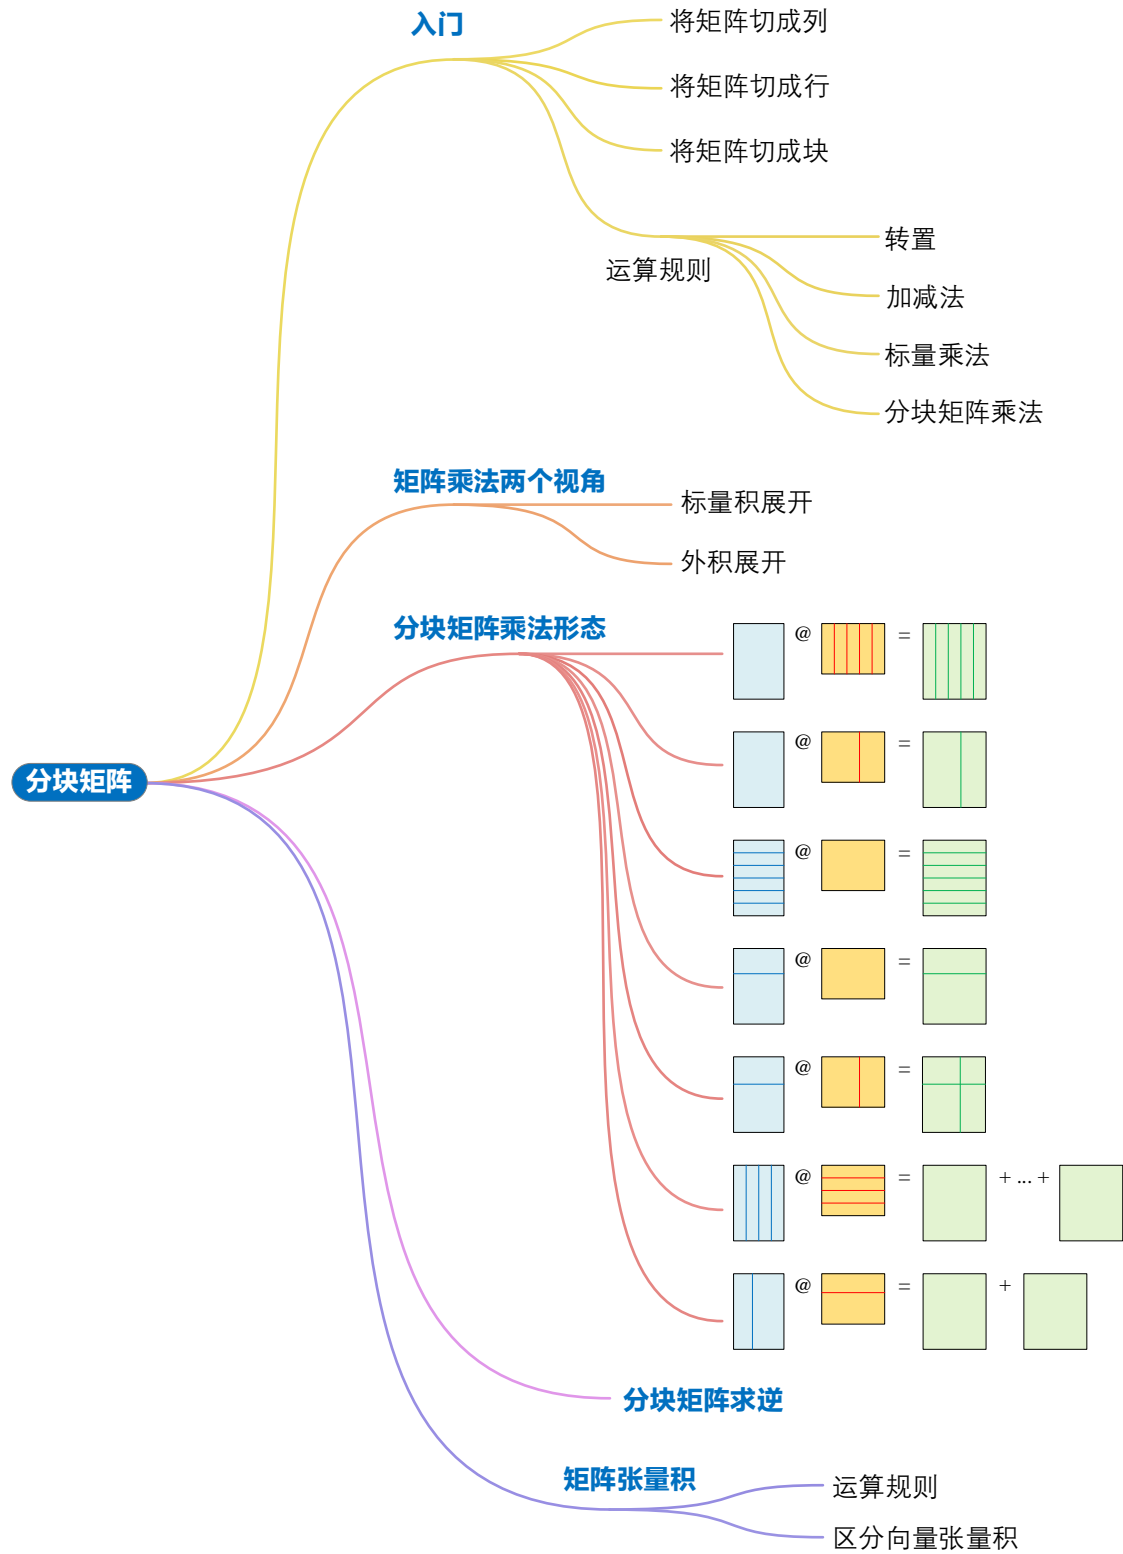 入门
将矩阵切成列
将矩阵切成行
将矩阵切成块
运算规则
转置
加减法
标量乘法
分块矩阵乘法
矩阵乘法两个视角
标量积展开
外积展开
分块矩阵乘法形态
@ =
@ =
@ =
@ =
@ =
@ = + ... +
@ = +
分块矩阵
分块矩阵求逆
矩阵张量积
运算规则
区分向量张量积